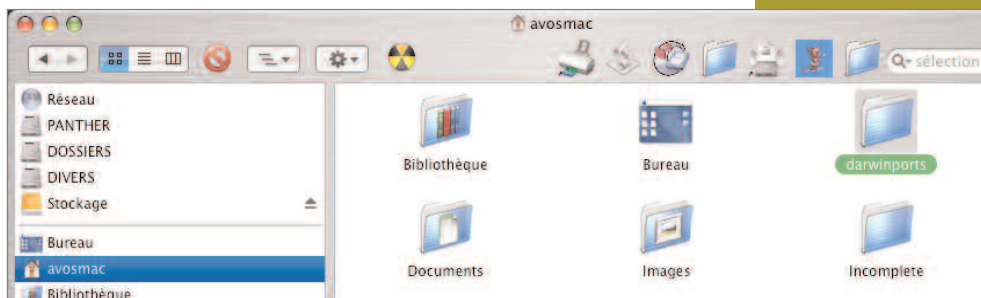 avosmac
sélection
Réseau
PANTHER
DOSSIERS
DIVERS
Stockage
Bureau
avosmac
Bibliothèque
Bibliothèque
Bureau
darwinports
Documents
Images
Incomplete